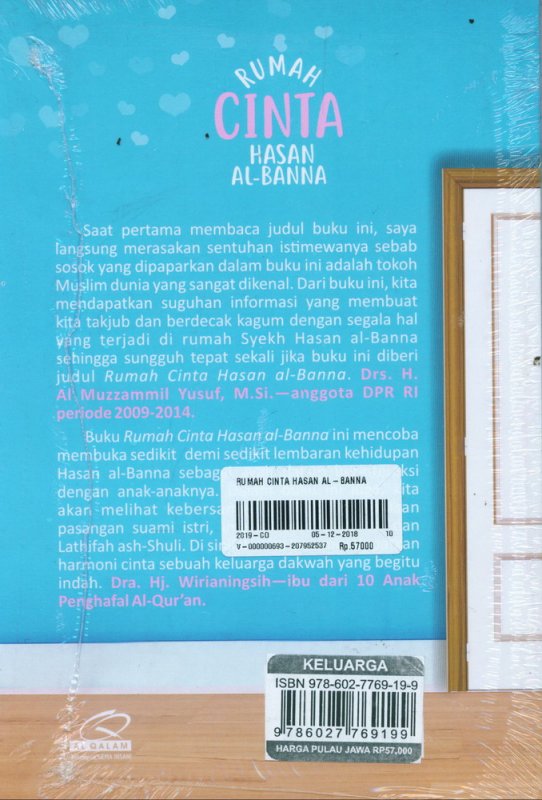 RUMAH
CINTA
HASAN
AL-BANNA
Saat pertama membaca judul buku ini, saya
langsung merasakan sentuhan istimewanya sebab
sosok yang dipaparkan dalam buku ini adalah tokoh
Muslim dunia yang sangat dikenal. Dari buku ini, kita
mendapatkan suguhan informasi yang membuat
kita takjub dan berdecak kagum dengan segala hal
yang terjadi di rumah Syekh Hasan al-Banna
sehingga sungguh tepat sekali jika buku ini diberi
judul Rumah Cinta Hasan al-Banna. Drs. H.
Al Muzzammil Yusuf, M.Si.—anggota DPR RI
periode 2009-2014.
Buku Rumah Cinta Hasan al-Banna ini mencoba
membuka sedikit demi sedikit lembaran kehidupan
Hasan al-Banna
dengan anak-anaknya.
akan melihat
pasangan suami istri,
Lathifah ash-Shuli. Di
harmoni cinta sebuah keluarga dakwah yang begitu
indah. Dra. Hj. Wirianingsih—ibu dari 10 Anak
Penghafal Al-Qur'an.
RUMAH CINTA HASAN AL - BANNA
2019-CO 05-12-2018 10
V-000000693-207952537 Rp.57000
KELUARGA
ISBN 978-602-7769-19-9
9 786027 769199
HARGA PULAU JAWA RP57,000
AL QALAM